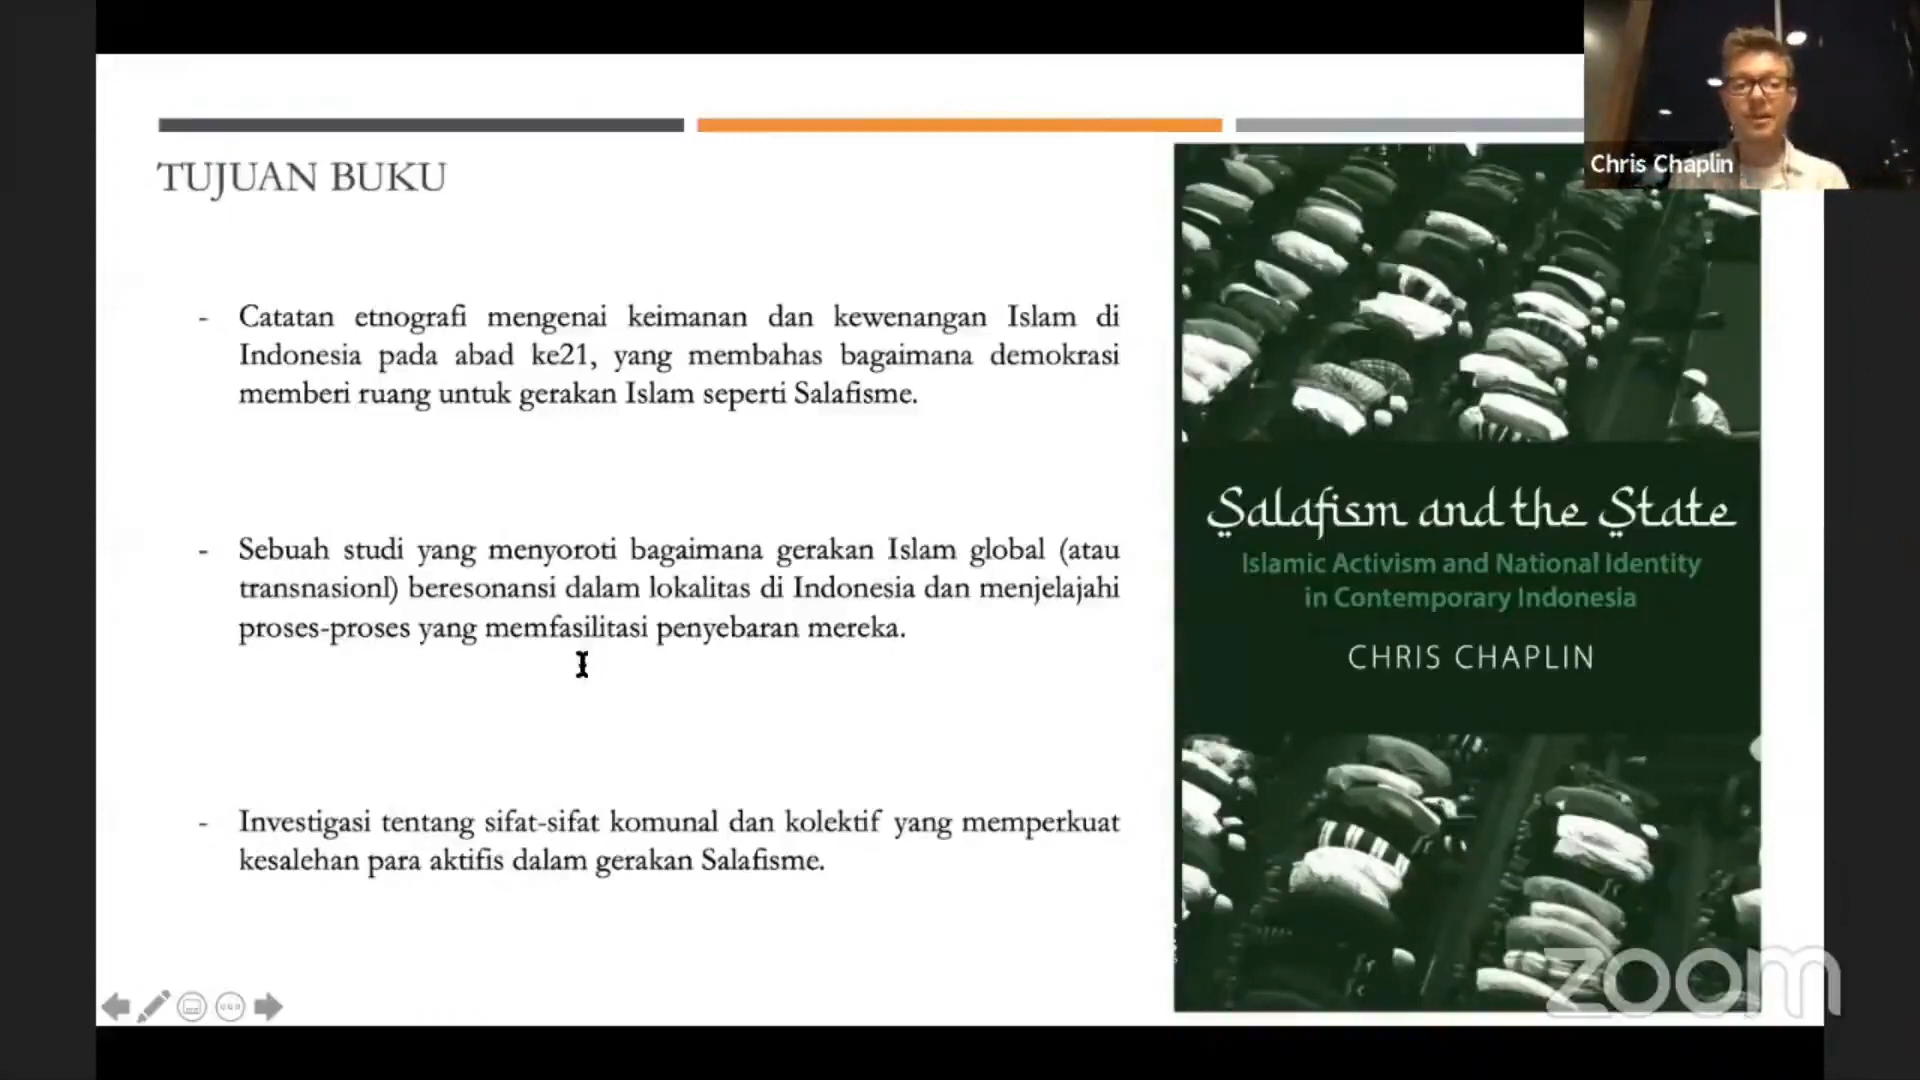 Chris Chaplin
TUJUAN BUKU
- Catatan etnografi mengenai keimanan dan kewenangan Islam di
Indonesia pada abad ke21, yang membahas bagaimana demokrasi
memberi ruang untuk gerakan Islam seperti Salafisme.
- Sebuah studi yang menyoroti bagaimana gerakan Islam global (atau
transnasionl) beresonansi dalam lokalitas di Indonesia dan menjelajahi
proses-proses yang memfasilitasi penyebaran mereka.
- Investigasi tentang sifat-sifat komunal dan kolektif yang memperkuat
kesalehan para aktifis dalam gerakan Salafisme.
Salafism and the State
Islamic Activism and National Identity
in Contemporary Indonesia
CHRIS CHAPLIN
zoom